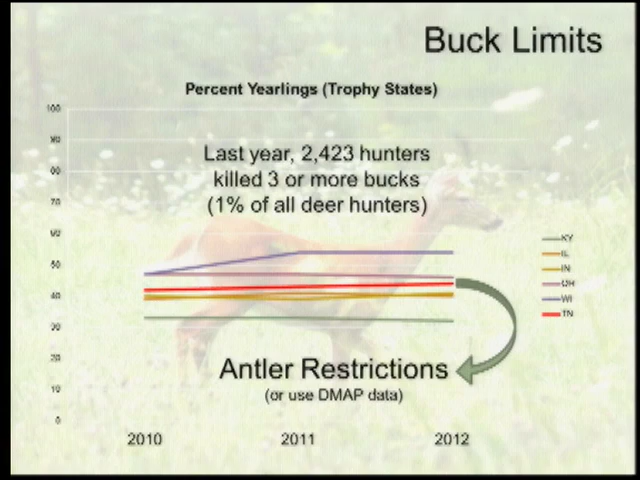 Buck Limits
Percent Yearlings (Trophy States)
100
90
80
70
60
50
40
30
20
10
0
Last year, 2,423 hunters
killed 3 or more bucks
(1% of all deer hunters)
KY
IL
IN
OH
WI
TN
Antler Restrictions
(or use DMAP data)
2010 2011 2012